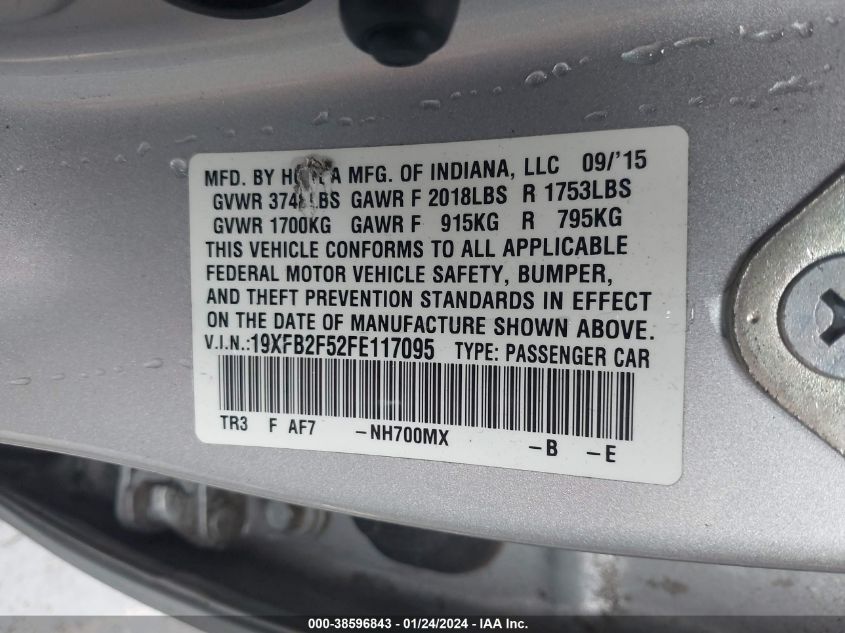 MFD. BY MFG. OF INDIANA, LLC 09/'15
GVWR GAWR F 2018LBS R 1753LBS
GVWR 1700KG GAWR F 915KG R 795KG
THIS VEHICLE CONFORMS TO ALL APPLICABLE
FEDERAL MOTOR VEHICLE SAFETY, BUMPER,
AND THEFT PREVENTION STANDARDS IN EFFECT
ON THE DATE OF MANUFACTURE SHOWN ABOVE.
V.I.N.:19XFB2F52FE117095 TYPE: PASSENGER CAR
TR3 F AF7 -NH700MX -B -E
000-38596843 - 01/24/2024 - IAA Inc.